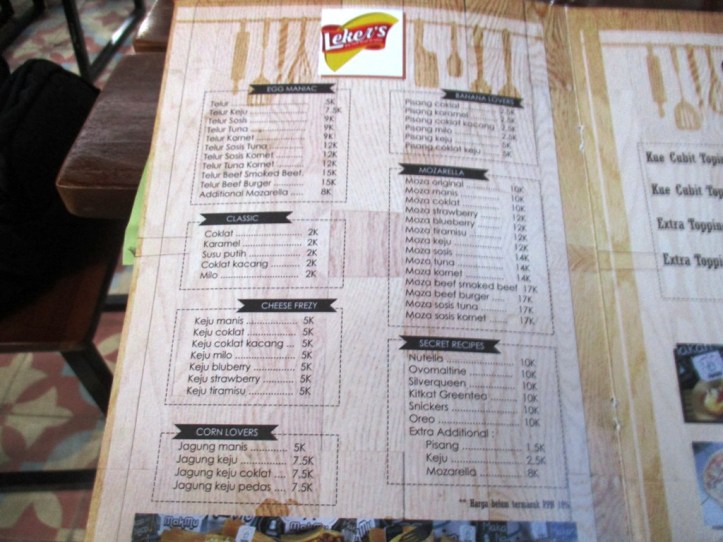 Leker's
EGG MANIAC
Telur ..... 5K
Telur Keju ..... 7.5K
Telur Sosis ..... 9K
Telur Tuna ..... 9K
Telur Kornet ..... 9K
Telur Sosis Tuna ..... 12K
Telur Sosis Kornet ..... 12K
Telur Tuna Kornet ..... 12K
Telur Beef Smoked Beef. 15K
Telur Beef Burger ..... 15K
Additional Mozarella ..... 8K
CLASSIC
Coklat ..... 2K
Karamel ..... 2K
Susu putih ..... 2K
Coklat kacang ..... 2K
Milo ..... 2K
CHEESE FREZY
Keju manis ..... 5K
Keju coklat ..... 5K
Keju coklat kacang ... 5K
Keju milo ..... 5K
Keju bluberry ..... 5K
Keju strawberry ..... 5K
Keju tiramisu ..... 5K
CORN LOVERS
Jagung manis ..... 5K
Jagung keju ..... 7.5K
Jagung keju coklat .... 7.5K
Jagung keju pedas .... 7.5K
BANANA LOVERS
Pisang coklat
Pisang karamel
Pisang coklat kacang
Pisang milo
Pisang keju
Pisang coklat keju
MOZARELLA
Moza original ..... 10K
Moza manis ..... 10K
Moza coklat ..... 10K
Moza strawberry ..... 12K
Moza blueberry ..... 12K
Moza tiramisu ..... 12K
Moza keju ..... 12K
Moza sosis ..... 14K
Moza tuna ..... 14K
Moza kornet ..... 14K
Moza beef smoked beef 17K
Moza beef burger ..... 17K
Moza sosis tuna ..... 17K
Moza sosis kornet ..... 17K
SECRET RECIPES
Nutella ..... 10K
Ovomaltine ..... 10K
Silverqueen ..... 10K
Kitkat Greentea ..... 10K
Snickers ..... 10K
Oreo ..... 10K
Extra Additional :
Pisang ..... 1.5K
Keju ..... 2.5K
Mozarella ..... 8K
** Harga belum termasuk PPN 10%
Kue Cubit
Kue Cubit
Extra
Extra